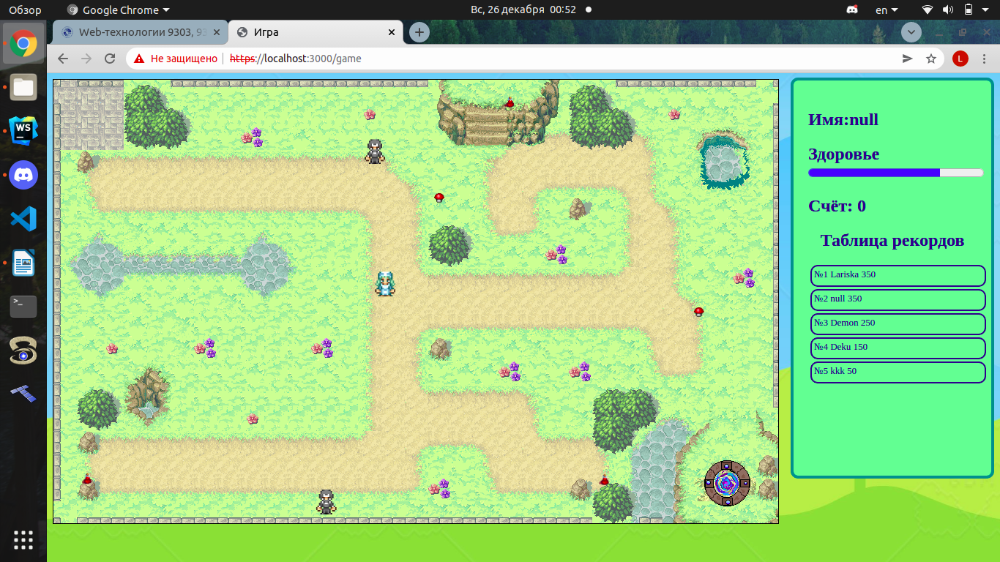 Обзор
Google Chrome
Вс, 26 декабря 00:52
en
Web-технологии 9303, 93
Игра
Не защищено
https://localhost:3000/game
L
WS
Имя:null
Здоровье
Счёт: 0
Таблица рекордов
№1 Lariska 350
№2 null 350
№3 Demon 250
№4 Deku 150
№5 kkk 50